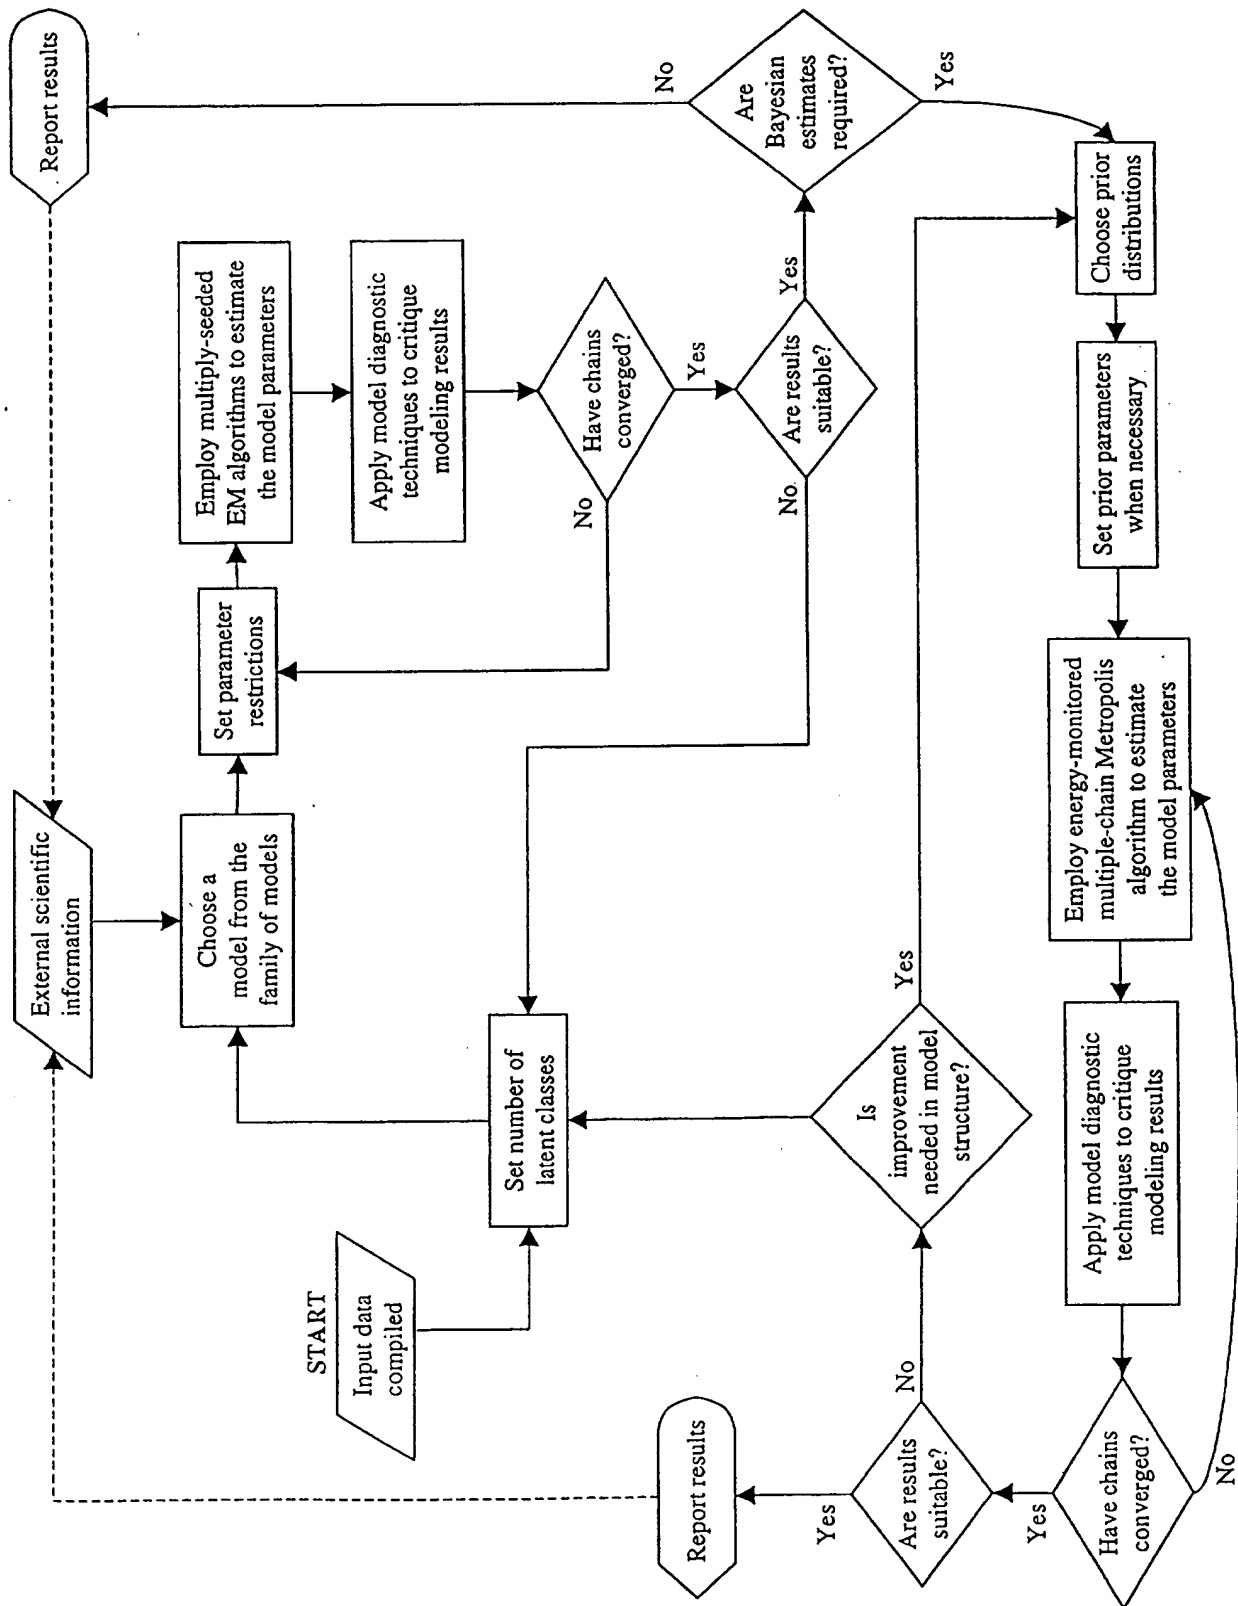 START
Input data
compiled
Set number of
latent classes
External scientific
information
Choose a
model from the
family of models
Set parameter
restrictions
Employ multiply-seeded
EM algorithms to estimate
the model parameters
Apply model diagnostic
techniques to critique
modeling results
Have chains
converged?
No
Yes
Are results
suitable?
No
Yes
Are
Bayesian
estimates
required?
No
Yes
Report results
Choose prior
distributions
Set prior parameters
when necessary
Employ energy-monitored
multiple-chain Metropolis
algorithm to estimate
the model parameters
Apply model diagnostic
techniques to critique
modeling results
Have chains
converged?
No
Yes
Are results
suitable?
Yes
No
Report results
Is
improvement
needed in model
structure?
Yes